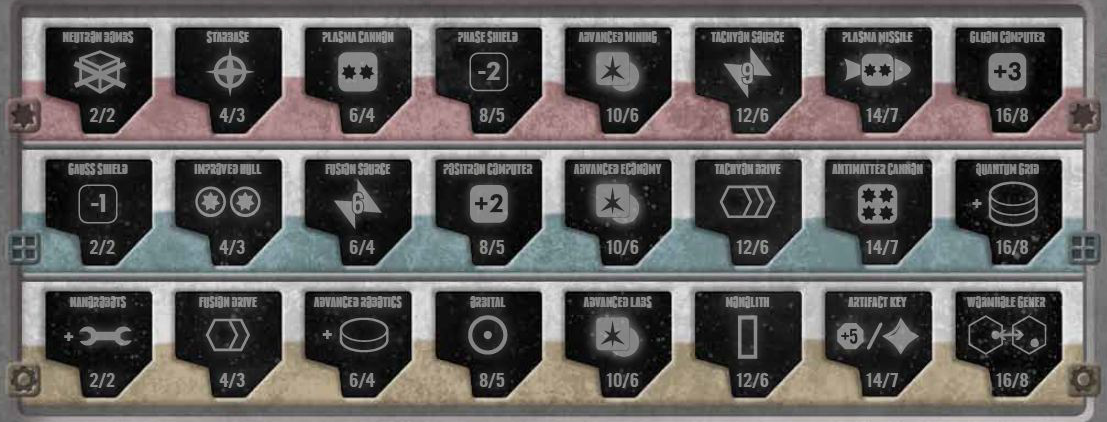 NEUTRON BOMBS STARBASE PLASMA CANNON PHASE SHIELD ADVANCED MINING TACHYON SOURCE PLASMA MISSILE GLUON COMPUTER
-2 9 +3
2/2 4/3 6/4 8/5 10/6 12/6 14/7 16/8
GAUSS SHIELD IMPROVED HULL FUSION SOURCE POSITRON COMPUTER ADVANCED ECONOMY TACHYON DRIVE ANTIMATTER CANNON QUANTUM GRID
-1 6 +2 +
2/2 4/3 6/4 8/5 10/6 12/6 14/7 16/8
NANOROBOTS FUSION DRIVE ADVANCED ROBOTICS ORBITAL ADVANCED LABS MONOLITH ARTIFACT KEY WORMHOLE GENER
+ + +5 /
2/2 4/3 6/4 8/5 10/6 12/6 14/7 16/8